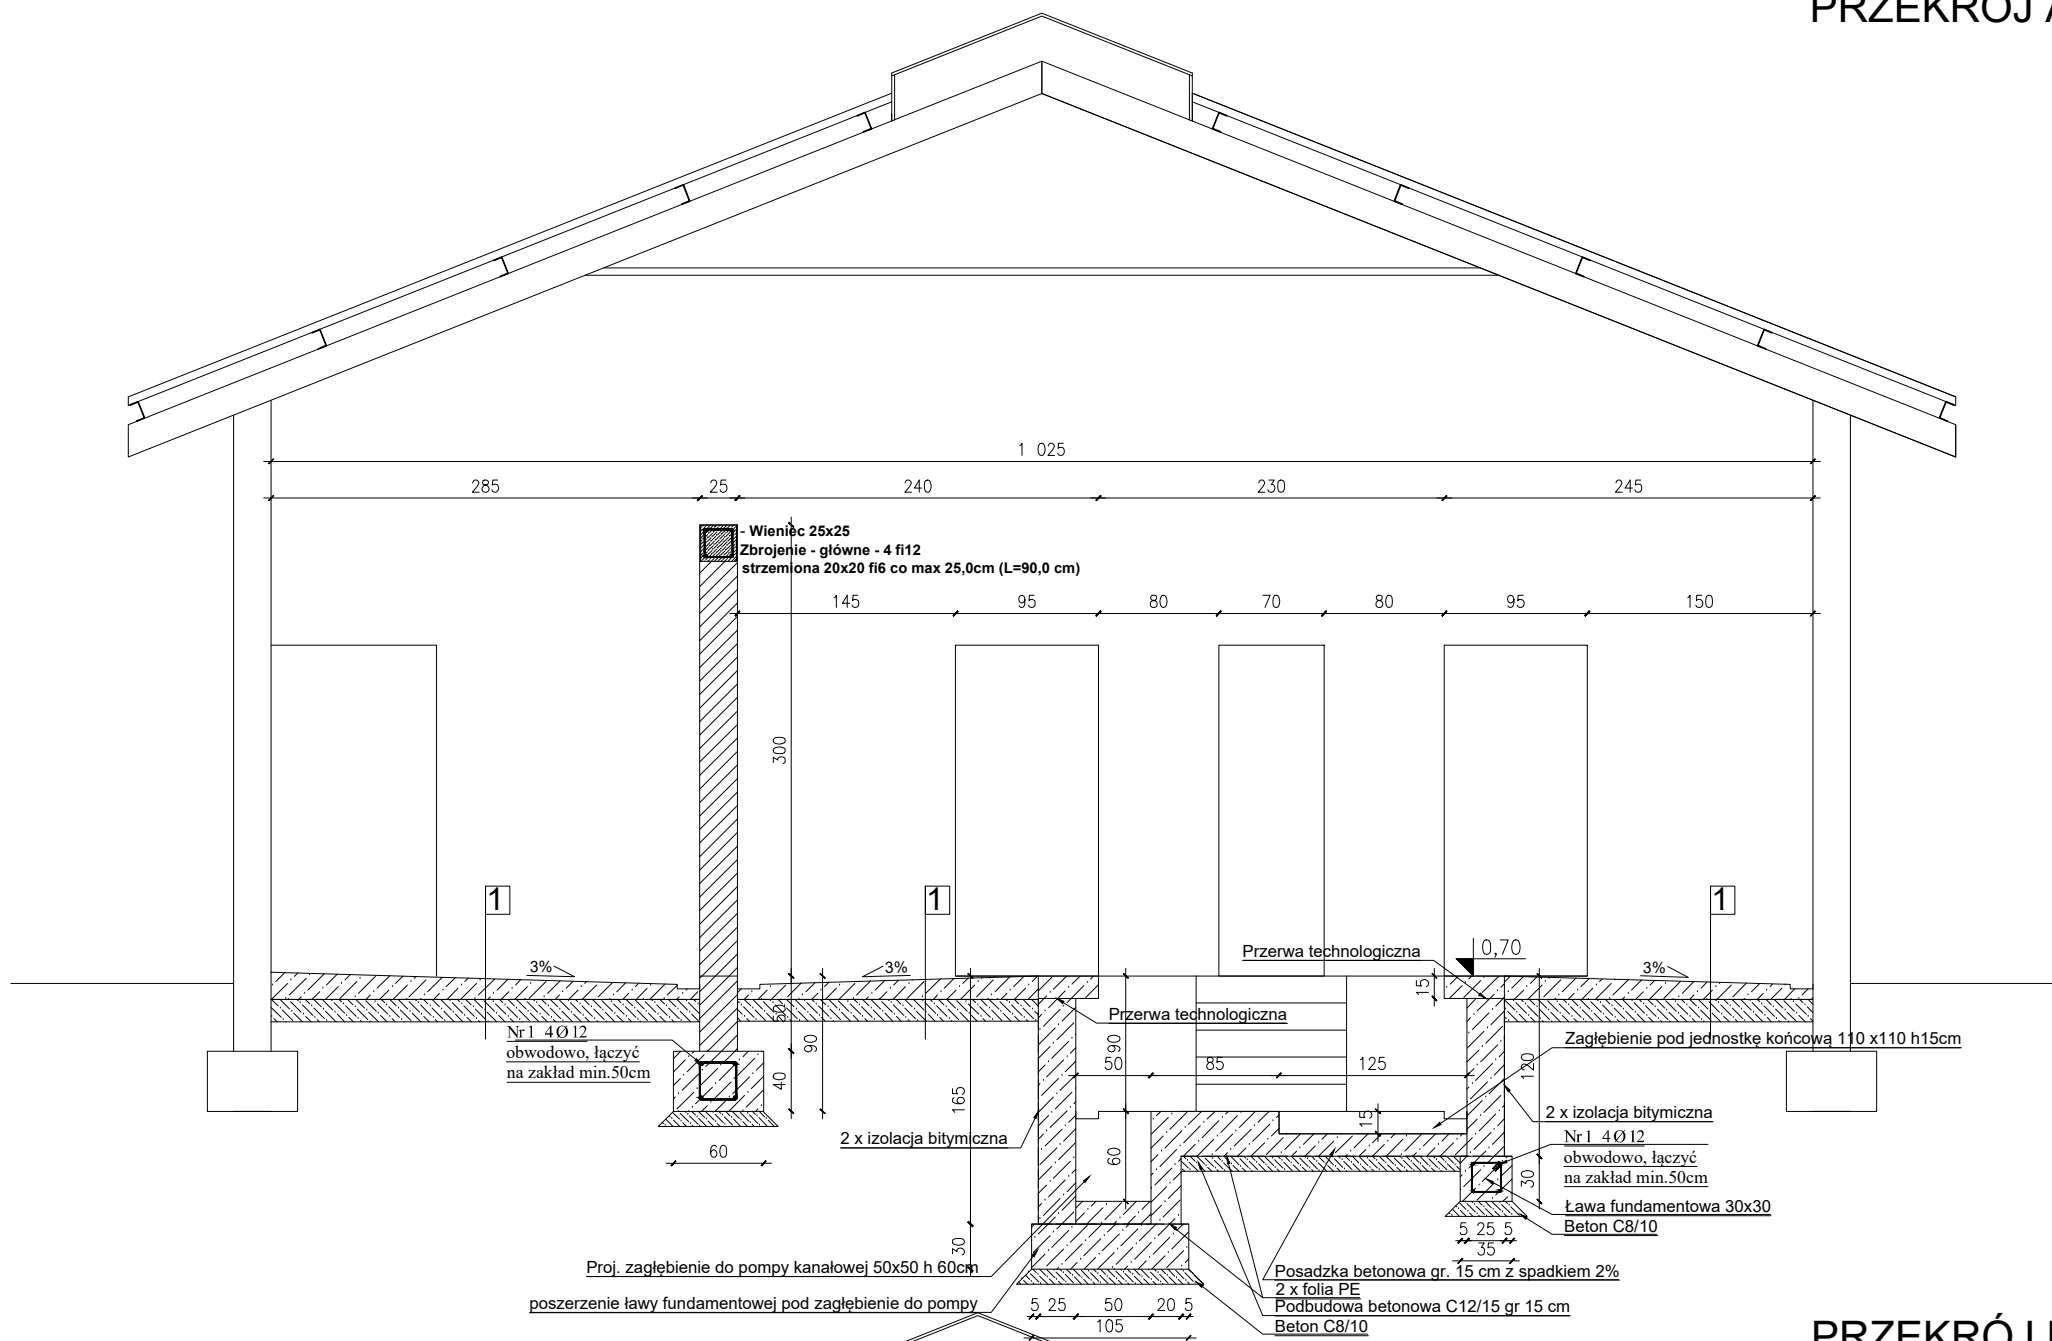 PRZEKRÓJ A
1 025
285
25
240
230
245
- Wieniec 25x25
Zbrojenie - główne - 4 fi12
strzemiona 20x20 fi6 co max 25,0cm (L=90,0 cm)
145
95
80
70
80
95
150
300
1
1
1
3%
3%
3%
Przerwa technologiczna
0,70
15
Przerwa technologiczna
Nr1 4Ø12
obwodowo, łączyć
na zakład min.50cm
50
90
40
60
165
30
90
50
85
125
15
60
120
30
Zagłębienie pod jednostkę końcową 110 x110 h15cm
2 x izolacja bitymiczna
2 x izolacja bitymiczna
Nr1 4Ø12
obwodowo, łączyć
na zakład min.50cm
Ława fundamentowa 30x30
Beton C8/10
5 25 5
35
Proj. zagłębienie do pompy kanałowej 50x50 h 60cm
poszerzenie ławy fundamentowej pod zagłębienie do pompy
Posadzka betonowa gr. 15 cm z spadkiem 2%
2 x folia PE
Podbudowa betonowa C12/15 gr 15 cm
Beton C8/10
5 25 50 20 5
105